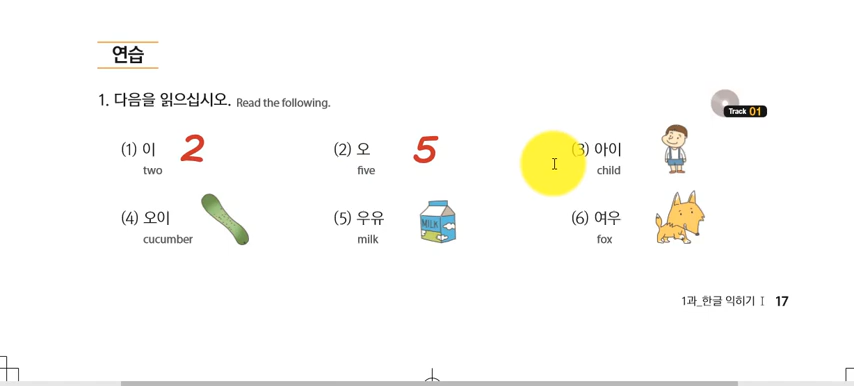 연습
1. 다음을 읽으십시오. Read the following.
Track 01
(1) 이 2 (2) 오 5 (3) 아이
two five child
(4) 오이 (5) 우유 MILK (6) 여우
cucumber milk fox
1과_한글 익히기 I 17